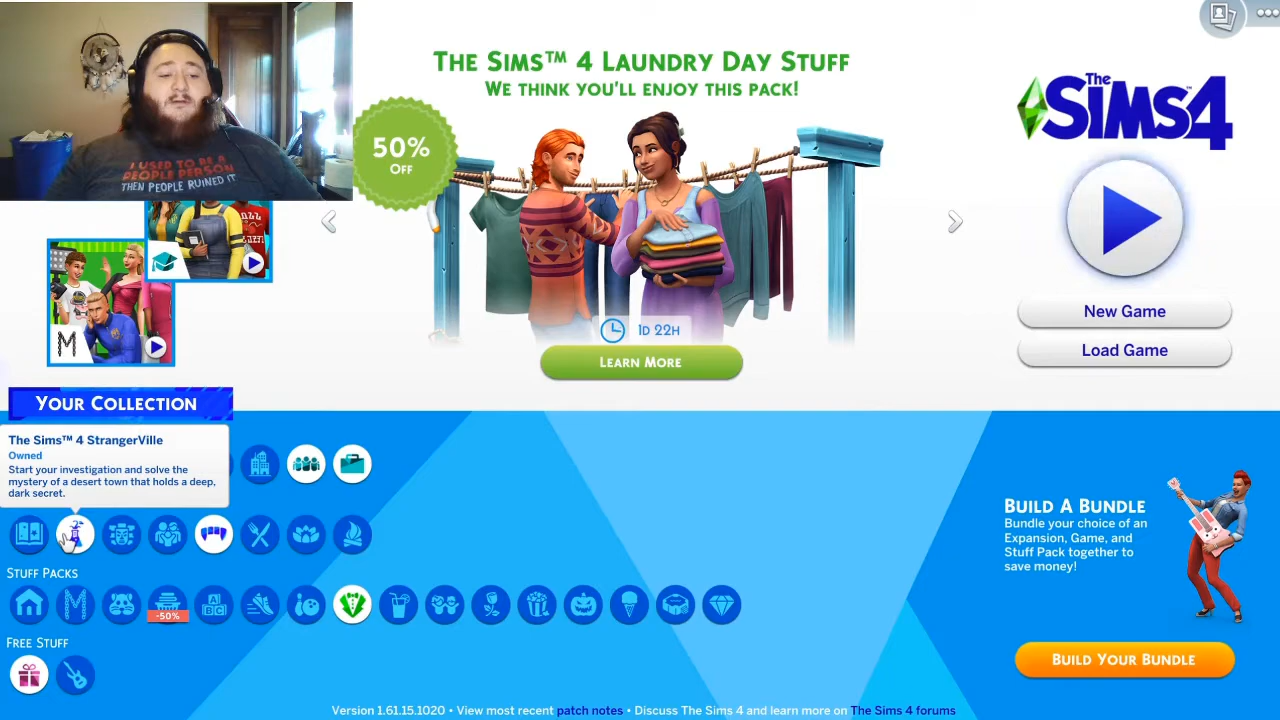 THE SIMS™ 4 LAUNDRY DAY STUFF
WE THINK YOU'LL ENJOY THIS PACK!
50%
OFF
I USED TO BE A
PEOPLE PERSON
THEN PEOPLE RUINED IT
1D 22H
LEARN MORE
The SIMS 4
New Game
Load Game
YOUR COLLECTION
The Sims™ 4 StrangerVille
Owned
Start your investigation and solve the
mystery of a desert town that holds a deep,
dark secret.
STUFF PACKS
-50%
FREE STUFF
BUILD A BUNDLE
Bundle your choice of an
Expansion, Game, and
Stuff Pack together to
save money!
BUILD YOUR BUNDLE
Version 1.61.15.1020 • View most recent patch notes • Discuss The Sims 4 and learn more on The Sims 4 forums